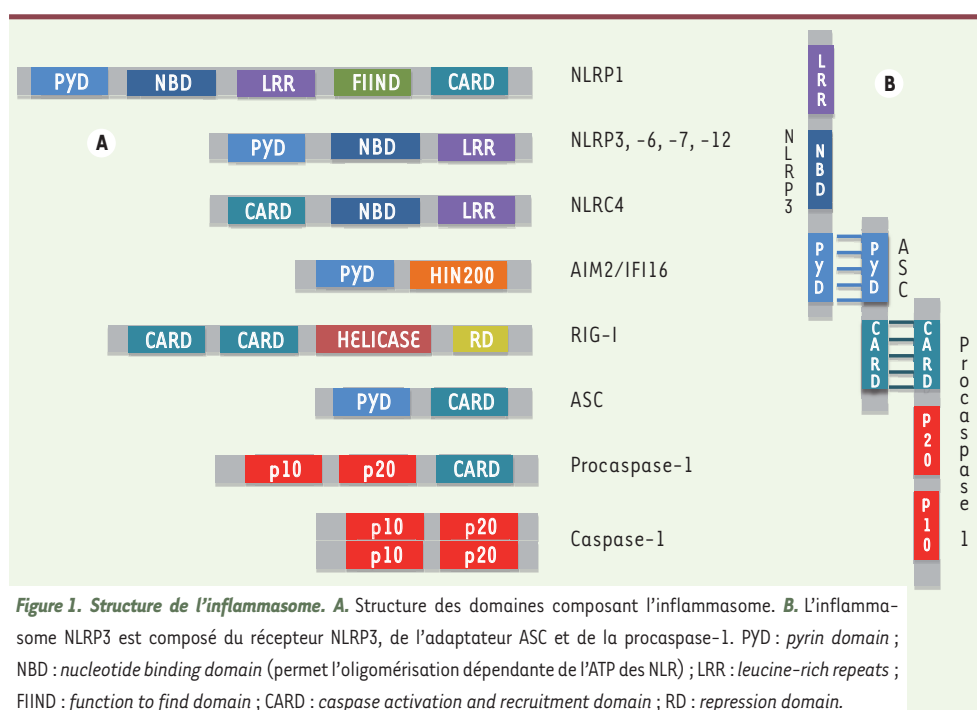 PYD NBD LRR FIIND CARD NLRP1
A
PYD NBD LRR NLRP3, -6, -7, -12
CARD NBD LRR NLRC4
PYD HIN200 AIM2/IFI16
CARD CARD HELICASE RD RIG-I
PYD CARD ASC
p10 p20 CARD Procaspase-1
p10 p20
p10 p20
Caspase-1
B
LRR
NBD
PYD
NLRP3
PYD
CARD
ASC
CARD
P20
P10
Procaspase 1
Figure 1. Structure de l'inflammasome. A. Structure des domaines composant l'inflammasome. B. L'inflamma-
some NLRP3 est composé du récepteur NLRP3, de l'adaptateur ASC et de la procaspase-1. PYD : pyrin domain ;
NBD : nucleotide binding domain (permet l'oligomérisation dépendante de l'ATP des NLR) ; LRR : leucine-rich repeats ;
FIIND : function to find domain ; CARD : caspase activation and recruitment domain ; RD : repression domain.